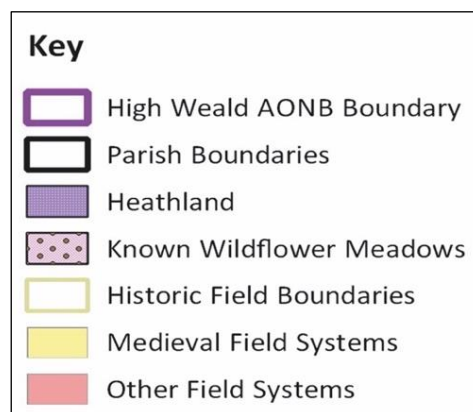 Key
High Weald AONB Boundary
Parish Boundaries
Heathland
Known Wildflower Meadows
Historic Field Boundaries
Medieval Field Systems
Other Field Systems